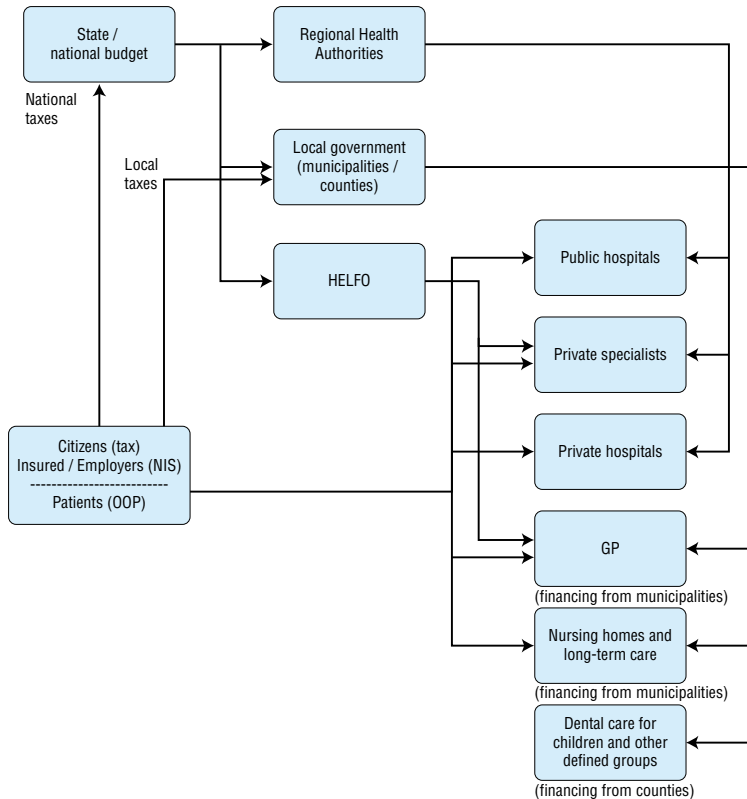 State /
national budget
Regional Health
Authorities
National
taxes
Local government
(municipalities /
counties)
Local
taxes
Public hospitals
HELFO
Private specialists
Citizens (tax)
Insured / Employers (NIS)
Patients (OOP)
Private hospitals
GP
(financing from municipalities)
Nursing homes and
long-term care
(financing from municipalities)
Dental care for
children and other
defined groups
(financing from counties)